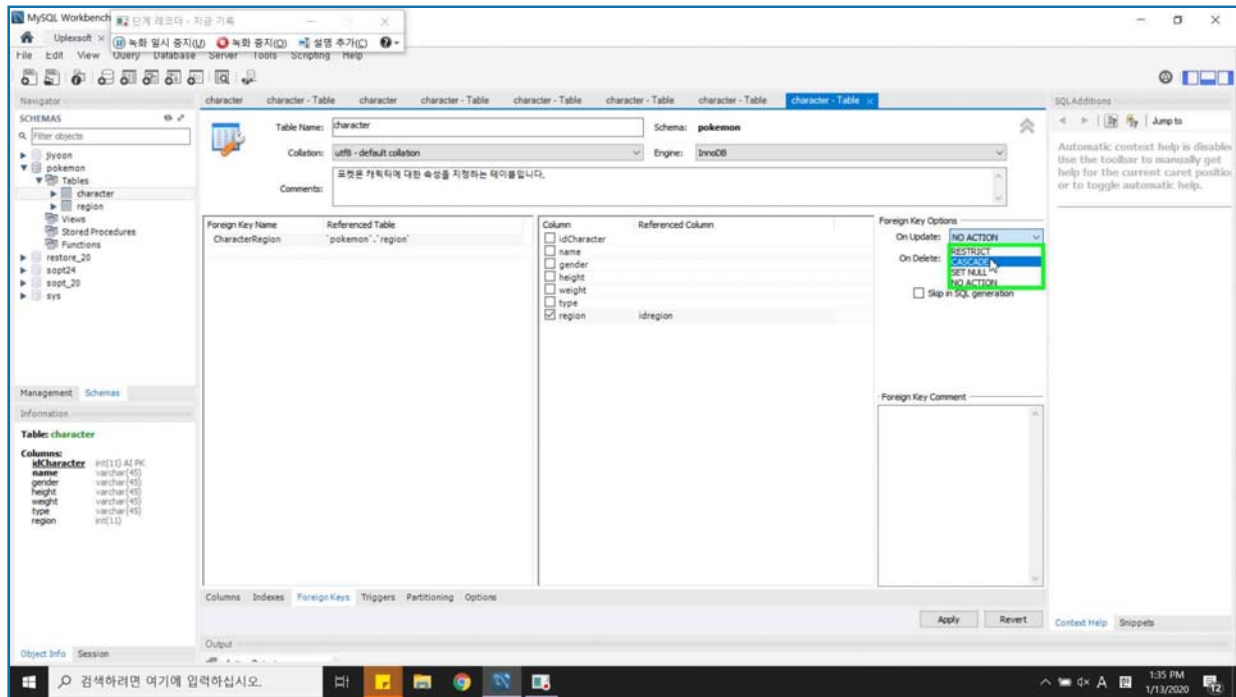 MySQL Workbench
단계 레코더 - 지금 기록
Uplexsoft ×
녹화 일시 중지(U) 녹화 중지(O) 설명 추가(C)
File Edit View Query Database Server Tools Scripting Help
Navigator
SCHEMAS
Filter objects
jiyoon
pokemon
Tables
character
region
Views
Stored Procedures
Functions
restore_20
sopt24
sopt_20
sys
Management Schemas
Information
Table: character
Columns:
idCharacter int(11) AI PK
name varchar(45)
gender varchar(45)
height varchar(45)
weight varchar(45)
type varchar(45)
region int(11)
Object Info Session
character character - Table character character - Table character - Table character - Table character - Table character - Table ×
Table Name: character Schema: pokemon
Collation: utf8 - default collation Engine: InnoDB
Comments: 포켓몬 캐릭터에 대한 속성을 지정하는 테이블입니다.
Foreign Key Name Referenced Table
CharacterRegion `pokemon`.`region`
Column Referenced Column
idCharacter
name
gender
height
weight
type
region idregion
Foreign Key Options
On Update: NO ACTION
On Delete:
RESTRICT
CASCADE
SET NULL
NO ACTION
Skip in SQL generation
Foreign Key Comment
Columns Indexes Foreign Keys Triggers Partitioning Options
Apply Revert
Output
SQLAdditions
Jump to
Automatic context help is disable
Use the toolbar to manually get
help for the current caret positio
or to toggle automatic help.
Context Help Snippets
검색하려면 여기에 입력하십시오.
A
1:35 PM
1/13/2020
12